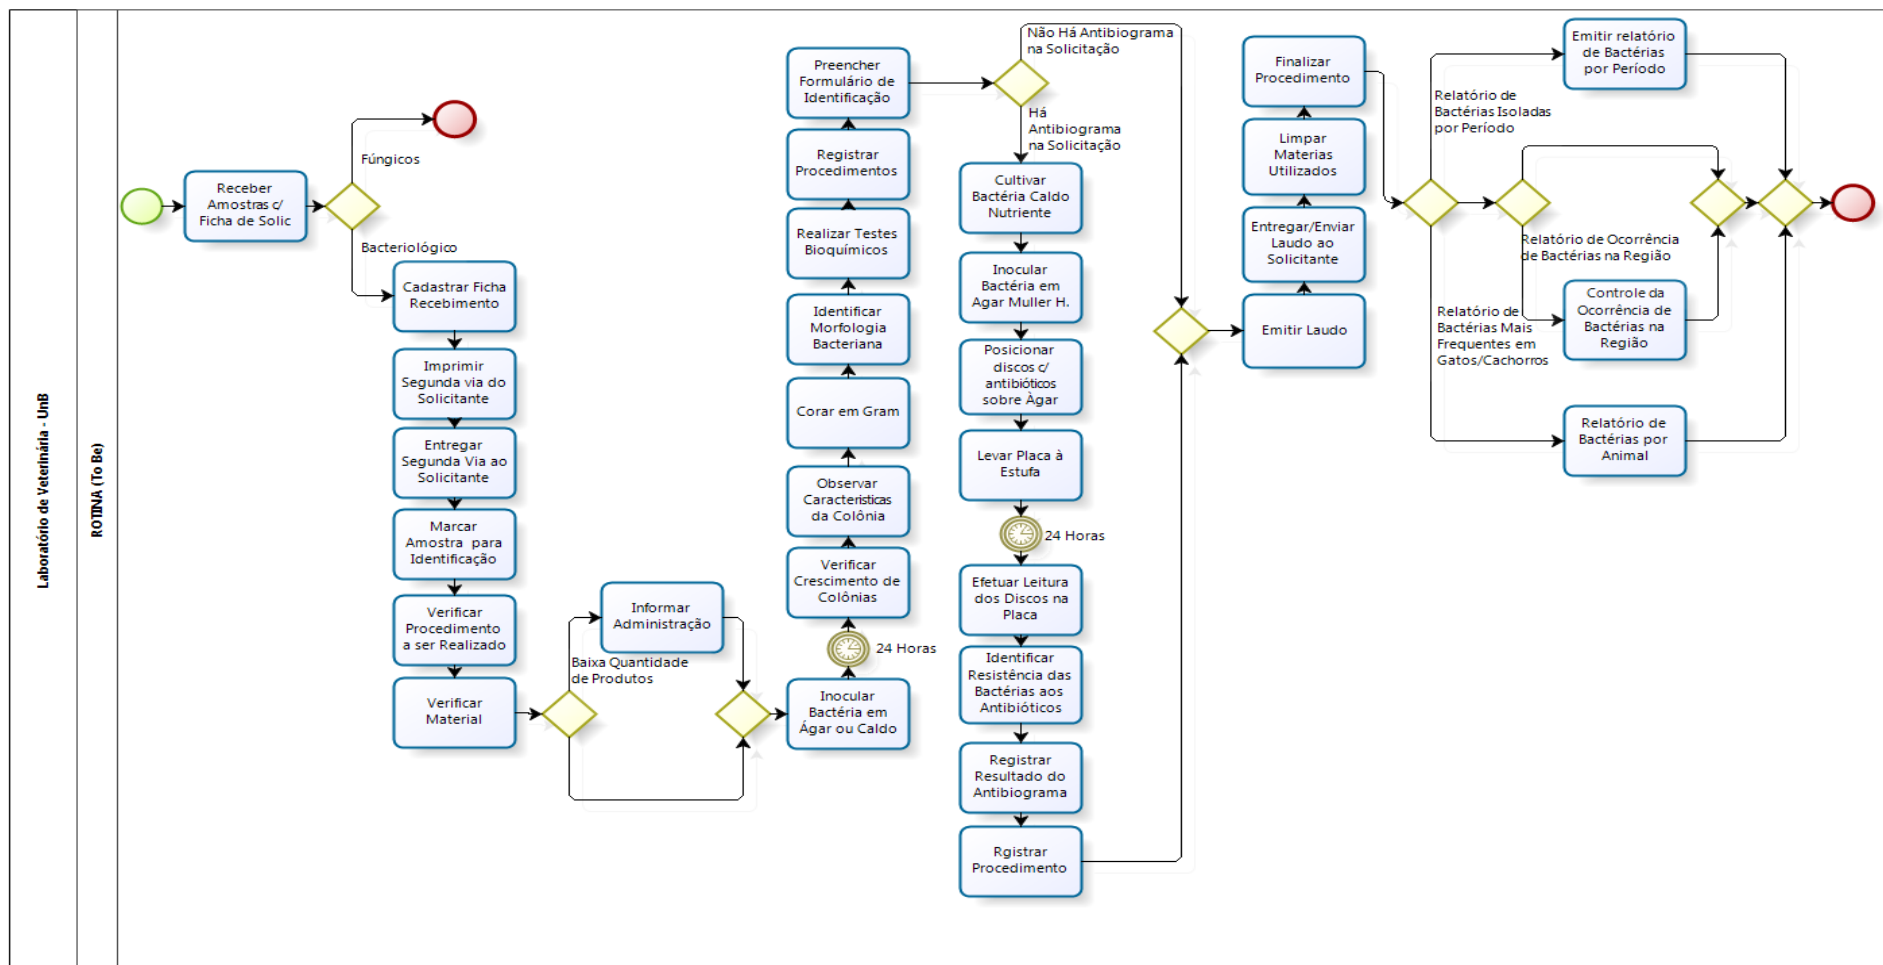 Laboratório de Veterinária - UnB
ROTINA (To Be)
Receber
Amostras c/
Ficha de Solic
Fúngicos
Bacteriológico
Cadastrar Ficha
Recebimento
Imprimir
Segunda via do
Solicitante
Entregar
Segunda Via ao
Solicitante
Marcar
Amostra para
Identificação
Verificar
Procedimento
a ser Realizado
Verificar
Material
Baixa Quantidade
de Produtos
Informar
Administração
Inocular
Bactéria em
Ágar ou Caldo
24 Horas
Verificar
Crescimento de
Colônias
Observar
Caracteristicas
da Colônia
Corar em Gram
Identificar
Morfologia
Bacteriana
Realizar Testes
Bioquímicos
Registrar
Procedimentos
Preencher
Formulário de
Identificação
Não Há Antibiograma
na Solicitação
Há
Antibiograma
na Solicitação
Cultivar
Bactéria Caldo
Nutriente
Inocular
Bactéria em
Agar Muller H.
Posicionar
discos c/
antibióticos
sobre Àgar
Levar Placa à
Estufa
24 Horas
Efetuar Leitura
dos Discos na
Placa
Identificar
Resistência das
Bactérias aos
Antibióticos
Registrar
Resultado do
Antibiograma
Rgistrar
Procedimento
Emitir Laudo
Entregar/Enviar
Laudo ao
Solicitante
Limpar
Materias
Utilizados
Finalizar
Procedimento
Relatório de
Bactérias Isoladas
por Período
Emitir relatório
de Bactérias
por Período
Relatório de Ocorrência
de Bactérias na Região
Controle da
Ocorrência de
Bactérias na
Região
Relatório de
Bactérias Mais
Frequentes em
Gatos/Cachorros
Relatório de
Bactérias por
Animal